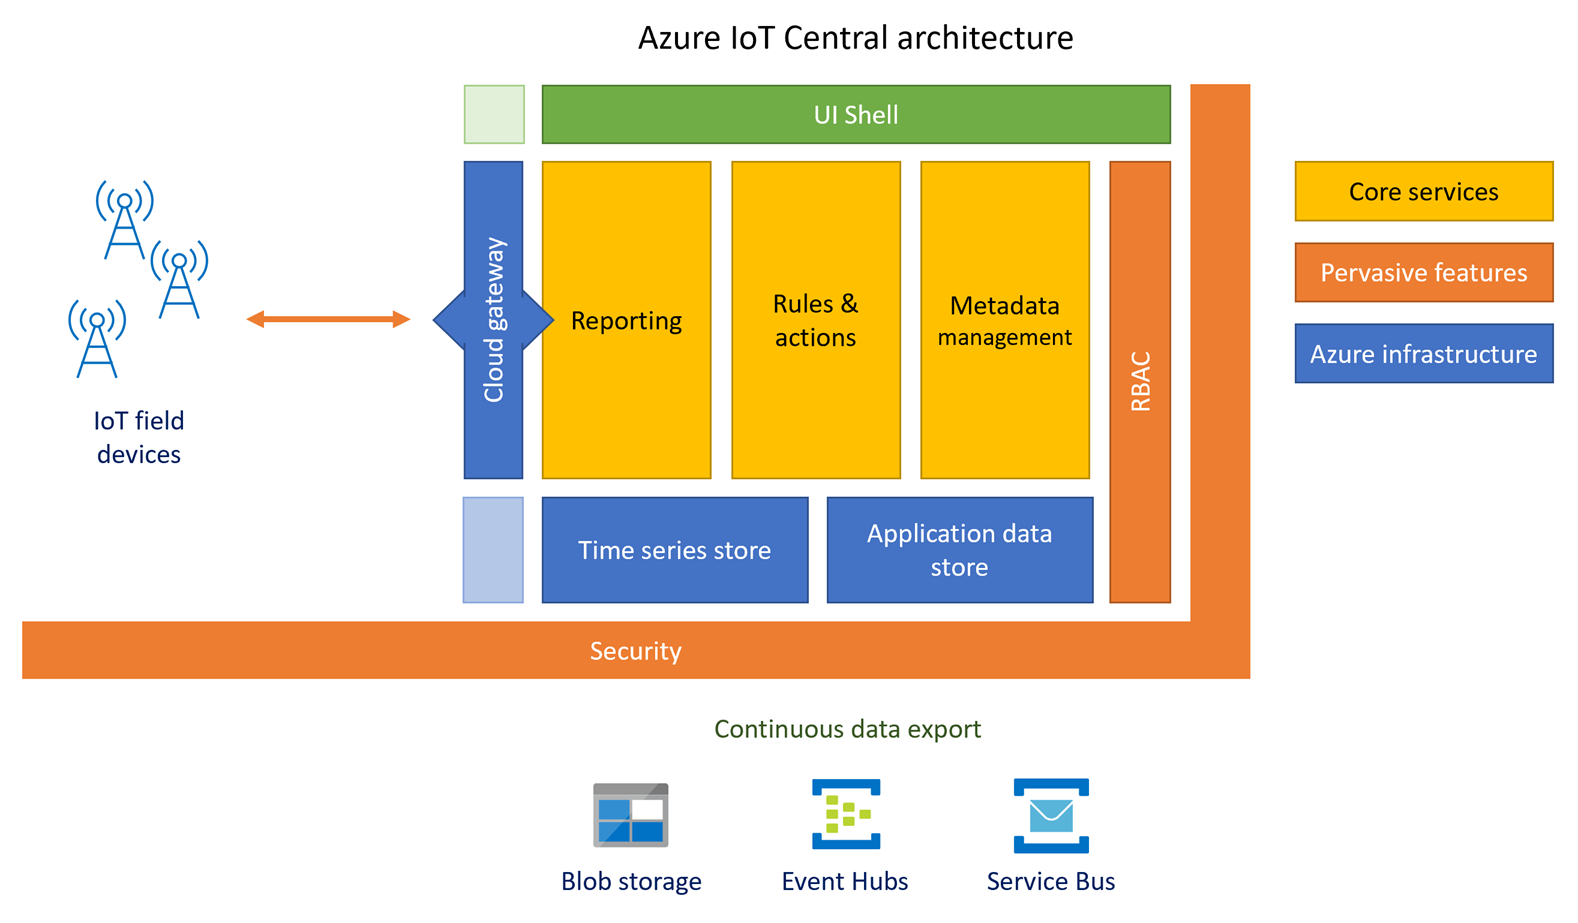 Azure IoT Central architecture
UI Shell
Cloud gateway
Reporting
Rules &
actions
Metadata
management
RBAC
Core services
Pervasive features
Azure infrastructure
IoT field
devices
Time series store
Application data
store
Security
Continuous data export
Blob storage
Event Hubs
Service Bus